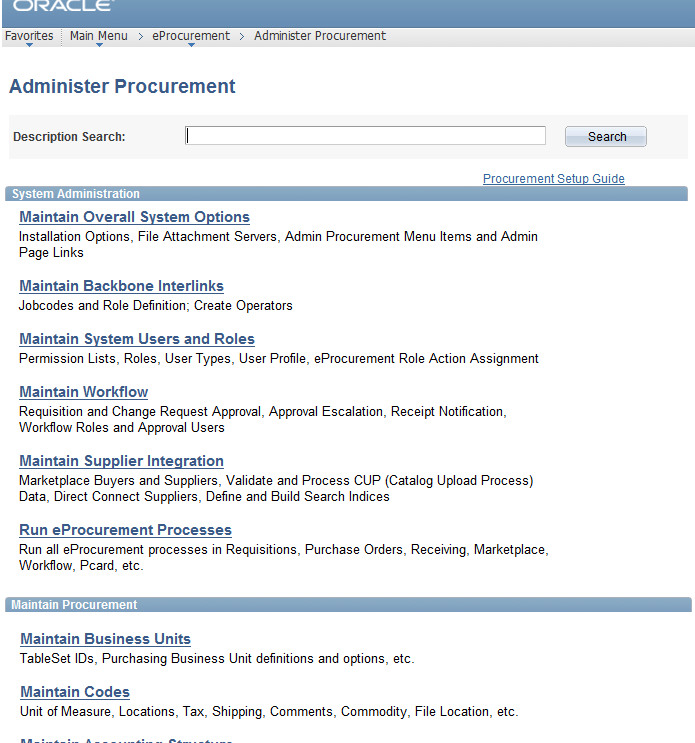 ORACLE
Favorites Main Menu > eProcurement > Administer Procurement
Administer Procurement
Description Search: Search
Procurement Setup Guide
System Administration
Maintain Overall System Options
Installation Options, File Attachment Servers, Admin Procurement Menu Items and Admin
Page Links
Maintain Backbone Interlinks
Jobcodes and Role Definition; Create Operators
Maintain System Users and Roles
Permission Lists, Roles, User Types, User Profile, eProcurement Role Action Assignment
Maintain Workflow
Requisition and Change Request Approval, Approval Escalation, Receipt Notification,
Workflow Roles and Approval Users
Maintain Supplier Integration
Marketplace Buyers and Suppliers, Validate and Process CUP (Catalog Upload Process)
Data, Direct Connect Suppliers, Define and Build Search Indices
Run eProcurement Processes
Run all eProcurement processes in Requisitions, Purchase Orders, Receiving, Marketplace,
Workflow, Pcard, etc.
Maintain Procurement
Maintain Business Units
TableSet IDs, Purchasing Business Unit definitions and options, etc.
Maintain Codes
Unit of Measure, Locations, Tax, Shipping, Comments, Commodity, File Location, etc.
Maintain Accounting Structure